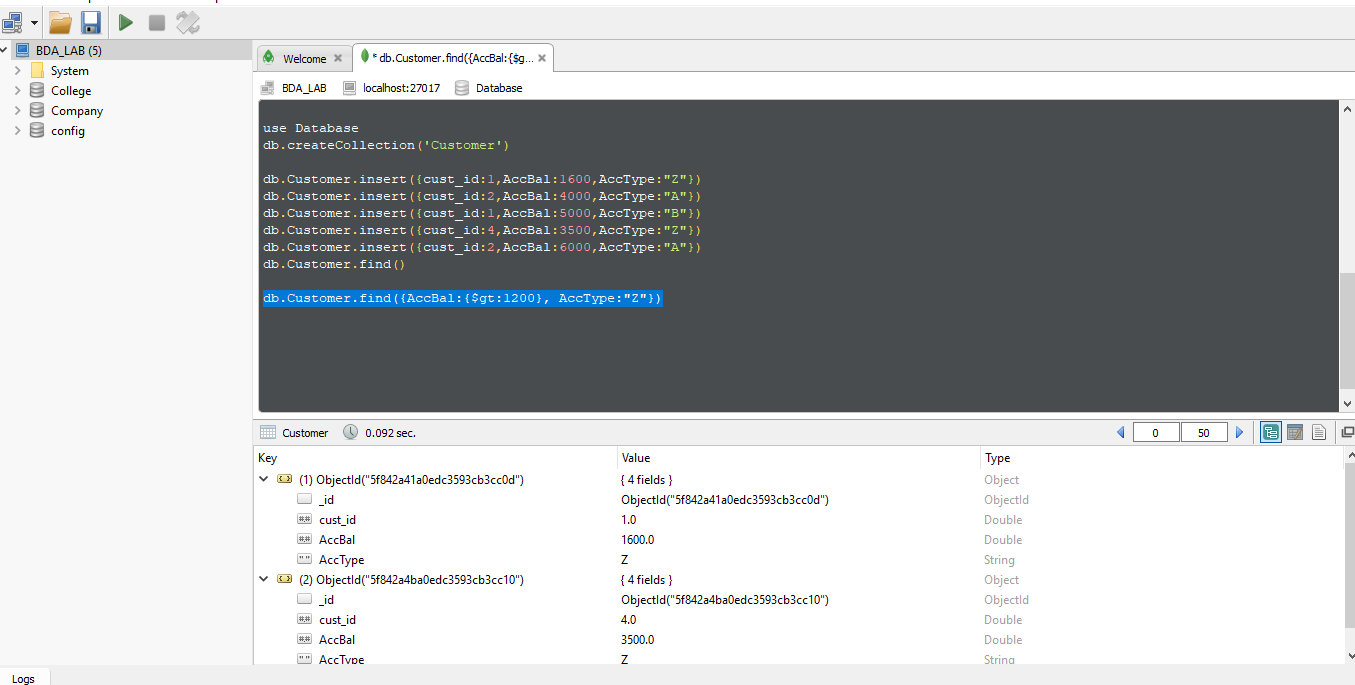 BDA_LAB (5)
System
College
Company
config
Welcome
* db.Customer.find({AccBal:{$g...
BDA_LAB localhost:27017 Database
use Database
db.createCollection('Customer')
db.Customer.insert({cust_id:1,AccBal:1600,AccType:"Z"})
db.Customer.insert({cust_id:2,AccBal:4000,AccType:"A"})
db.Customer.insert({cust_id:1,AccBal:5000,AccType:"B"})
db.Customer.insert({cust_id:4,AccBal:3500,AccType:"Z"})
db.Customer.insert({cust_id:2,AccBal:6000,AccType:"A"})
db.Customer.find()
db.Customer.find({AccBal:{$gt:1200}, AccType:"Z"})
Customer 0.092 sec. 0 50
Key Value Type
(1) ObjectId("5f842a41a0edc3593cb3cc0d") { 4 fields } Object
_id ObjectId("5f842a41a0edc3593cb3cc0d") ObjectId
cust_id 1.0 Double
AccBal 1600.0 Double
AccType Z String
(2) ObjectId("5f842a4ba0edc3593cb3cc10") { 4 fields } Object
_id ObjectId("5f842a4ba0edc3593cb3cc10") ObjectId
cust_id 4.0 Double
AccBal 3500.0 Double
AccType Z String
Logs